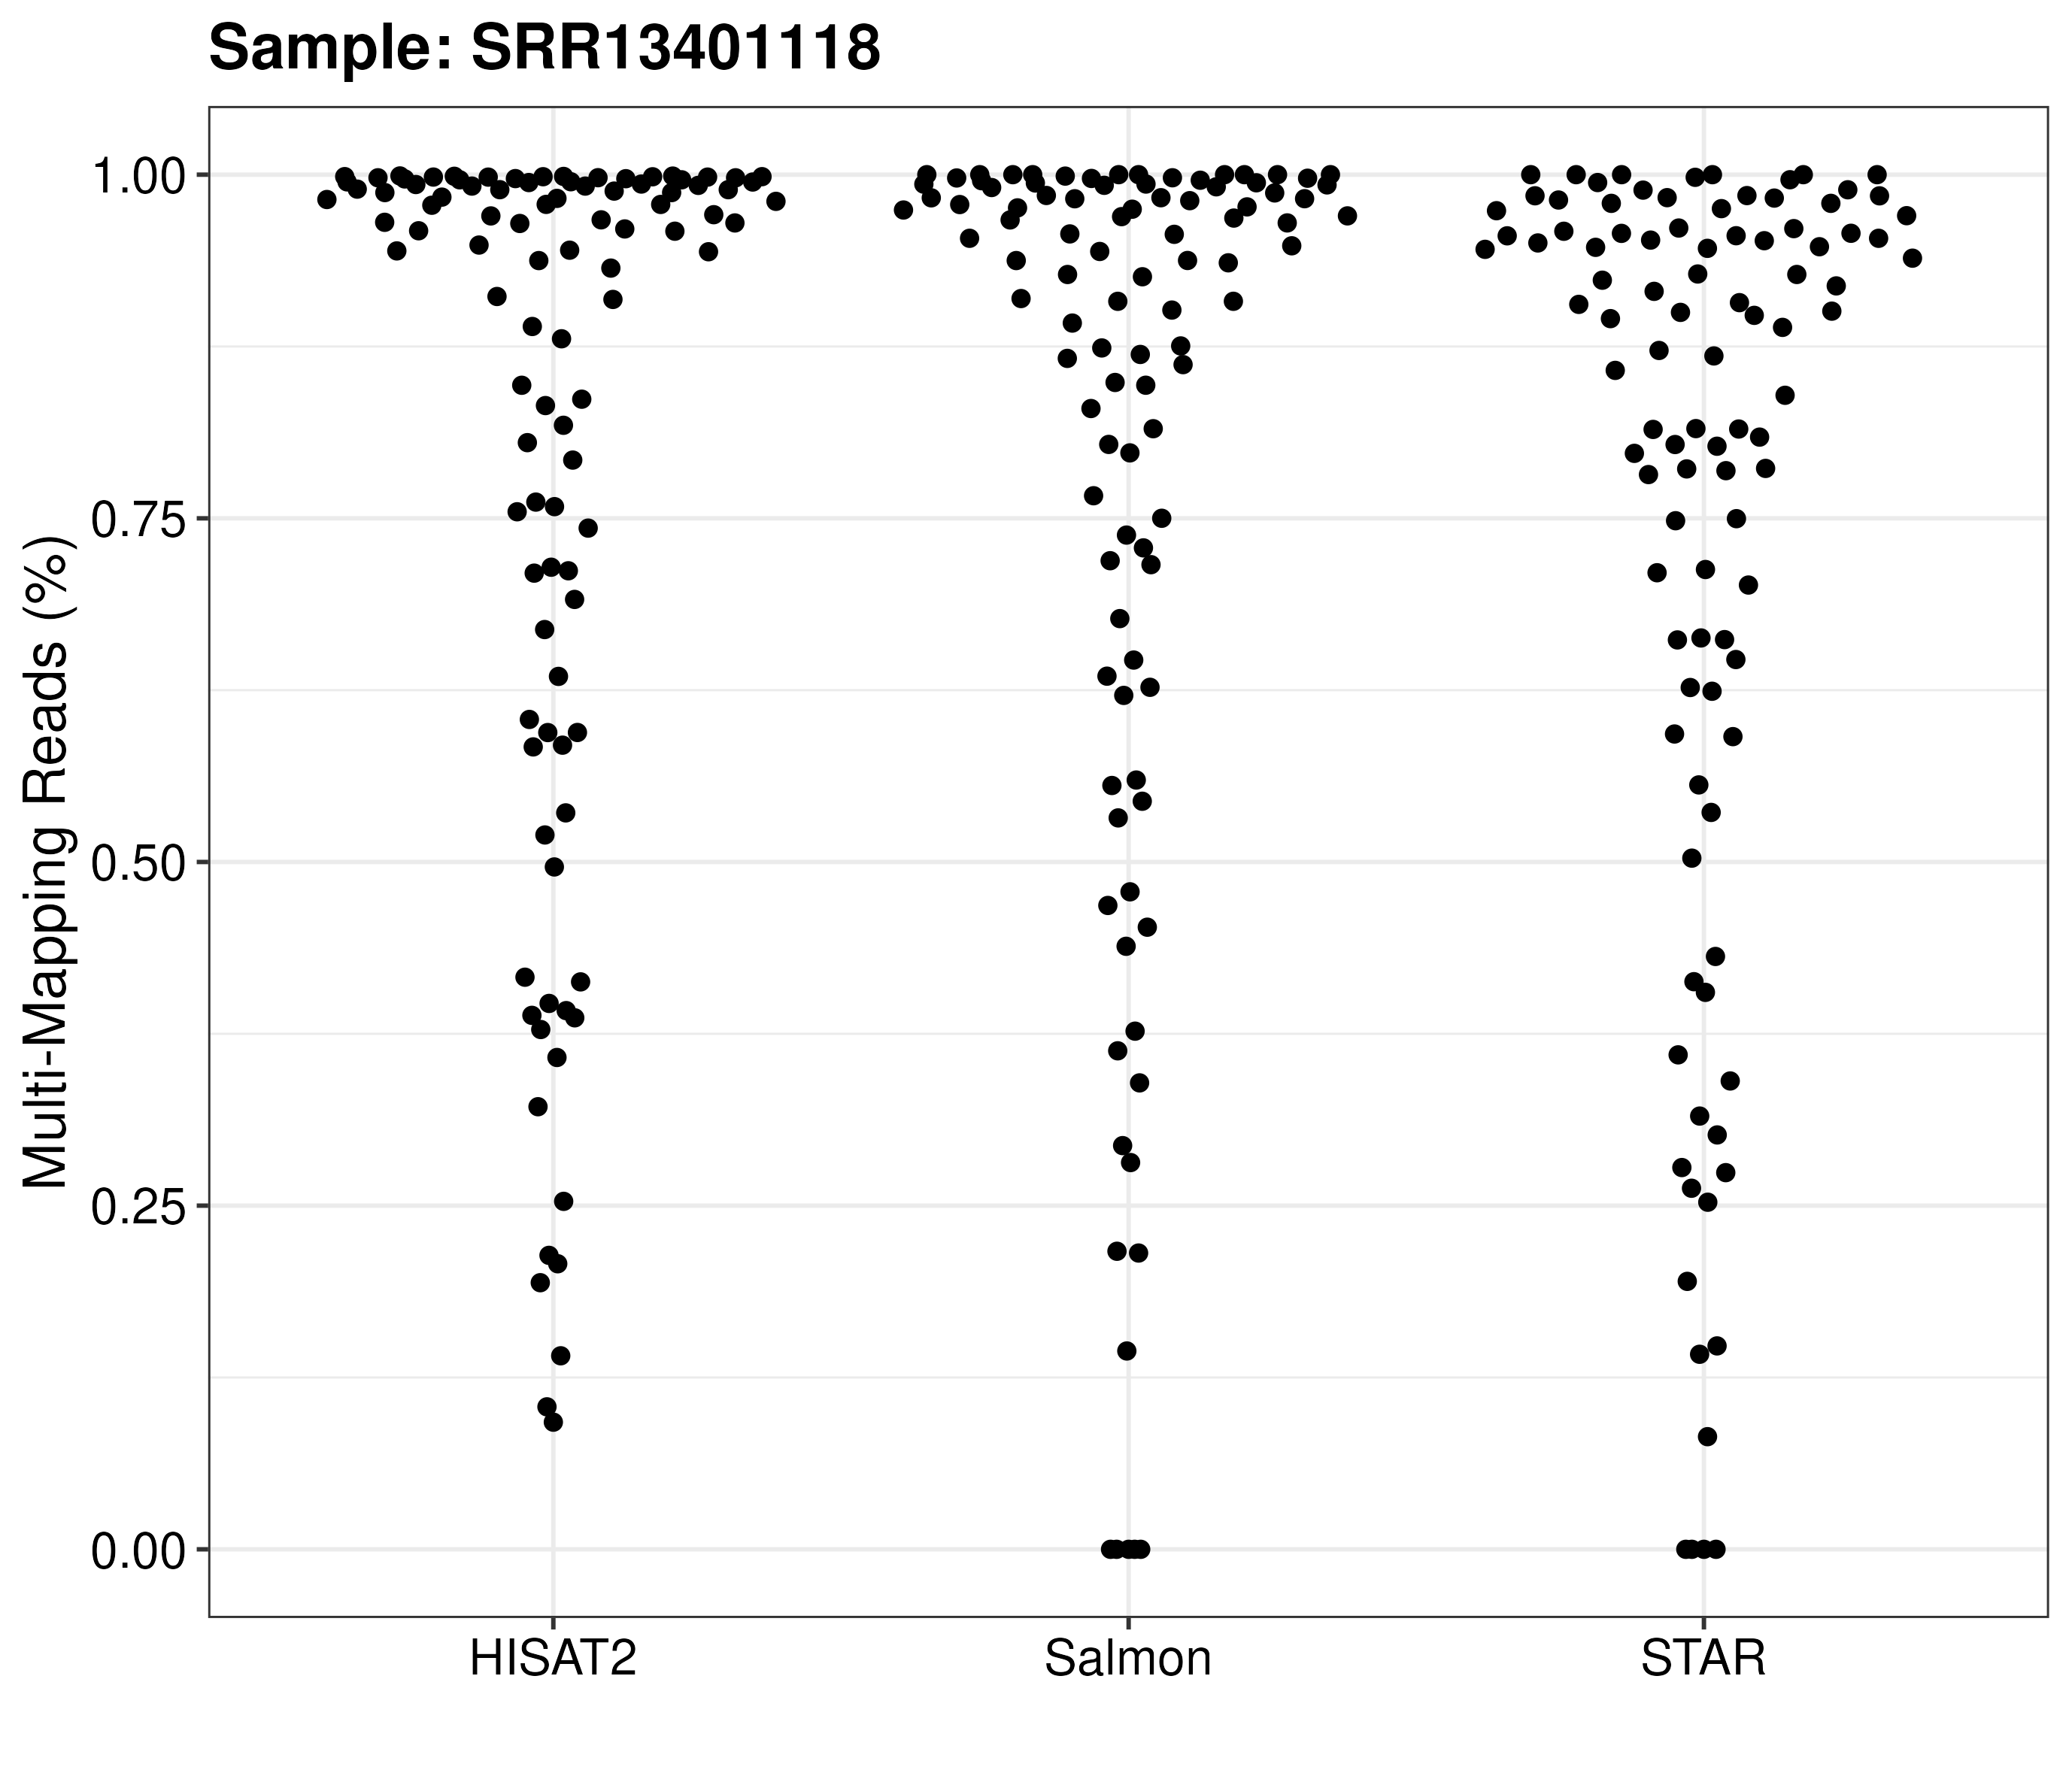 Sample: SRR13401118
Multi-Mapping Reads (%)
1.00
0.75
0.50
0.25
0.00
HISAT2 Salmon STAR